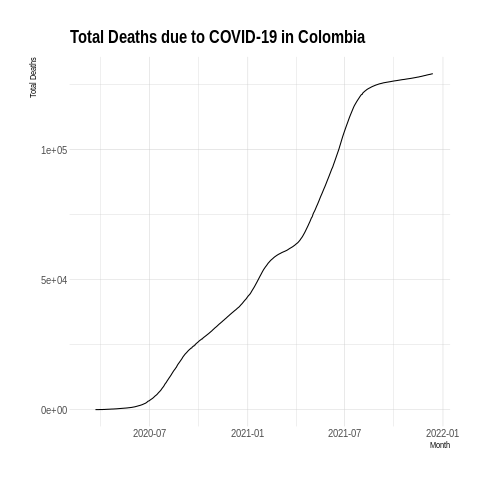 Total Deaths due to COVID-19 in Colombia
Total Deaths
1e+05
5e+04
0e+00
2020-07 2021-01 2021-07 2022-01
Month